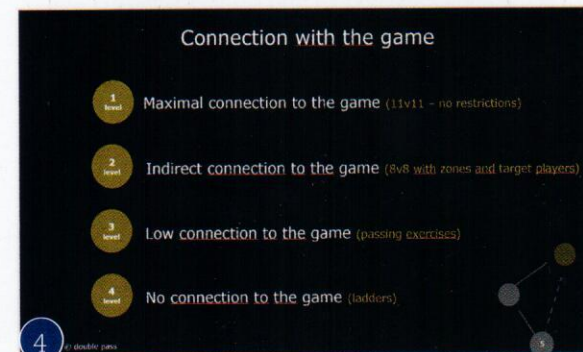 Connection with the game
1
level
Maximal connection to the game (11v11 – no restrictions)
2
level
Indirect connection to the game (8v8 with zones and target players)
3
level
Low connection to the game (passing exercises)
4
level
No connection to the game (ladders)
4
© double pass
5